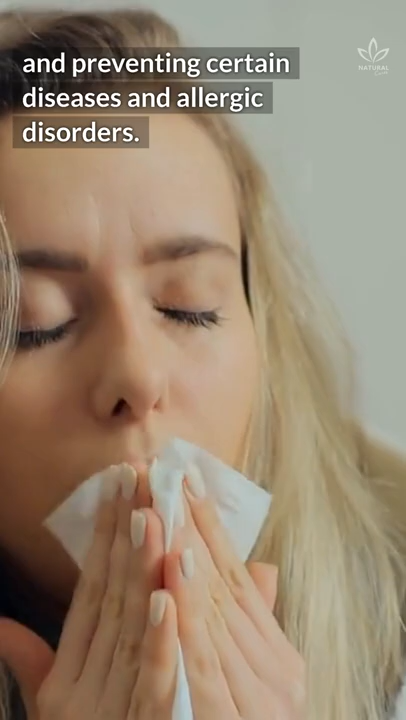 and preventing certain
diseases and allergic
disorders.
NATURAL